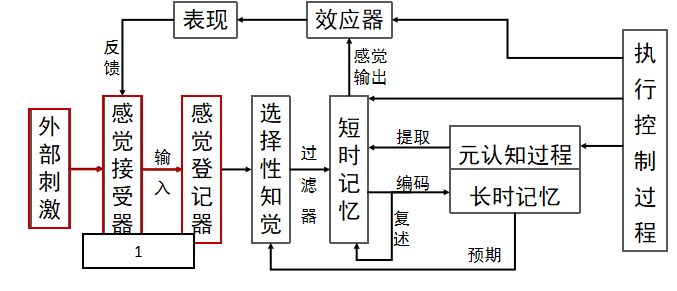 表现
效应器
反馈
感觉
输出
执行控制过程
外部刺激
感觉接受器
输入
感觉登记器
选择性知觉
过滤器
短时记忆
提取
元认知过程
编码
长时记忆
复述
预期
1